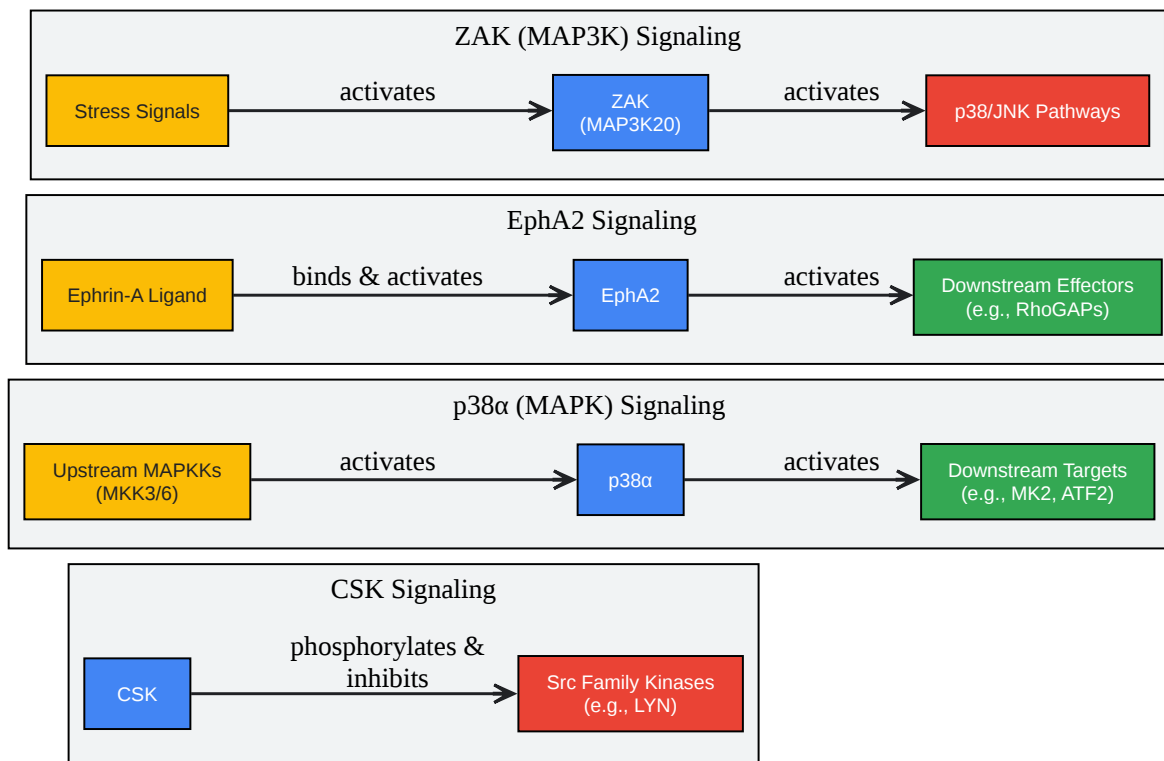 ZAK (MAP3K) Signaling
activates
activates
Stress Signals
ZAK
(MAP3K20)
p38/JNK Pathways
EphA2 Signaling
binds & activates
activates
Ephrin-A Ligand
EphA2
Downstream Effectors
(e.g., RhoGAPs)
p38α (MAPK) Signaling
activates
activates
Upstream MAPKKs
(MKK3/6)
p38α
Downstream Targets
(e.g., MK2, ATF2)
CSK Signaling
phosphorylates &
inhibits
CSK
Src Family Kinases
(e.g., LYN)